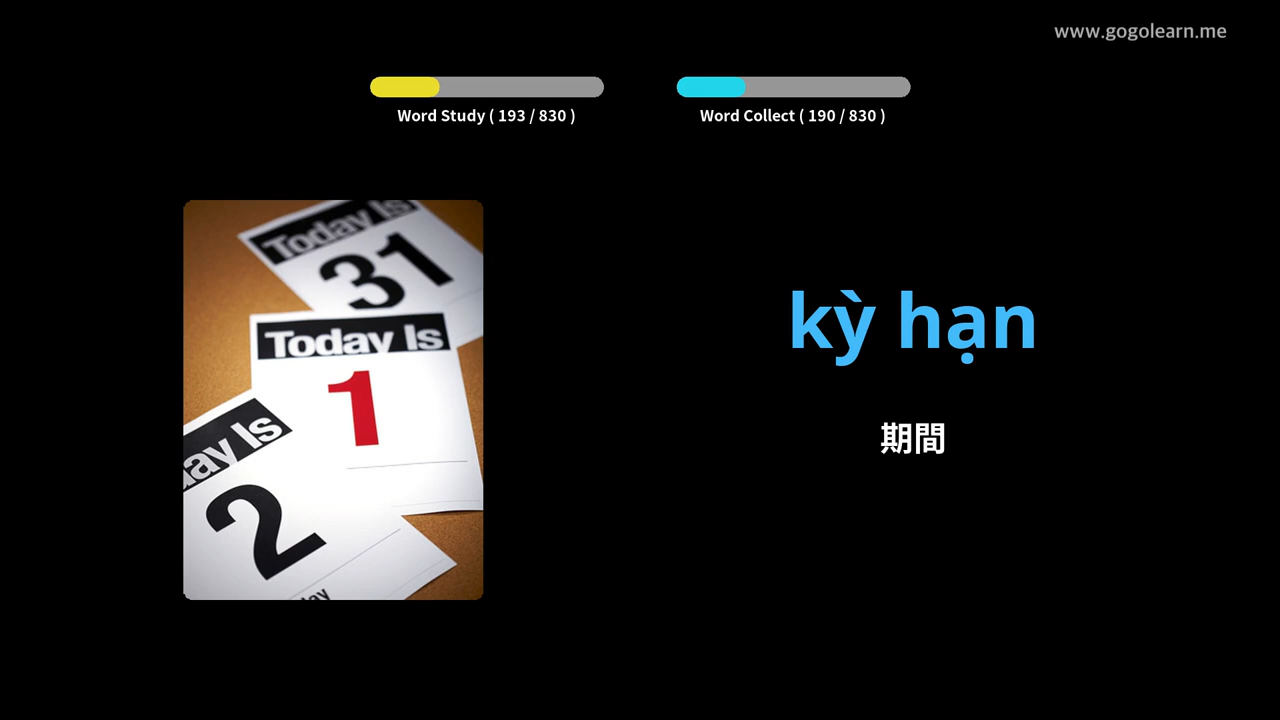 www.gogolearn.me
Word Study ( 193 / 830 )
Word Collect ( 190 / 830 )
Today Is
31
Today Is
1
ay Is
2
day
kỳ hạn
期間